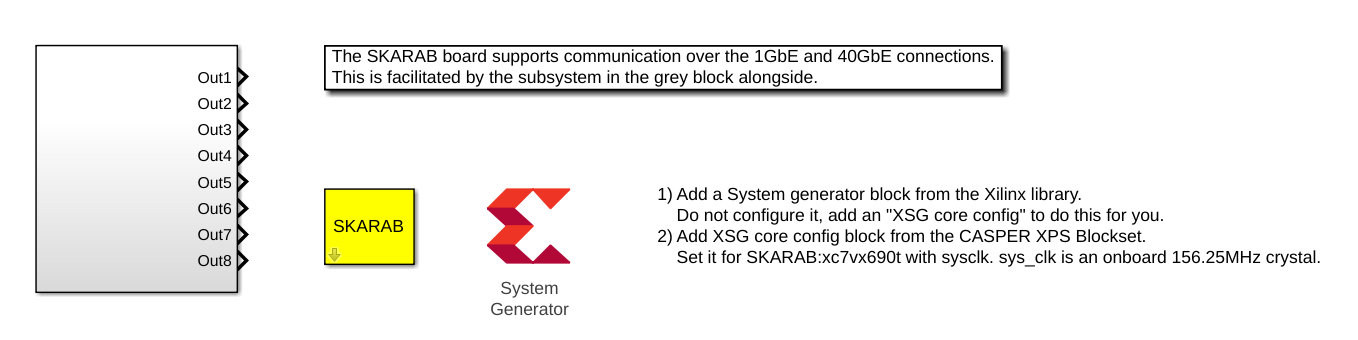 The SKARAB board supports communication over the 1GbE and 40GbE connections.
This is facilitated by the subsystem in the grey block alongside.
Out1
Out2
Out3
Out4
Out5
Out6
Out7
Out8
SKARAB
System
Generator
1) Add a System generator block from the Xilinx library.
Do not configure it, add an "XSG core config" to do this for you.
2) Add XSG core config block from the CASPER XPS Blockset.
Set it for SKARAB:xc7vx690t with sysclk. sys_clk is an onboard 156.25MHz crystal.